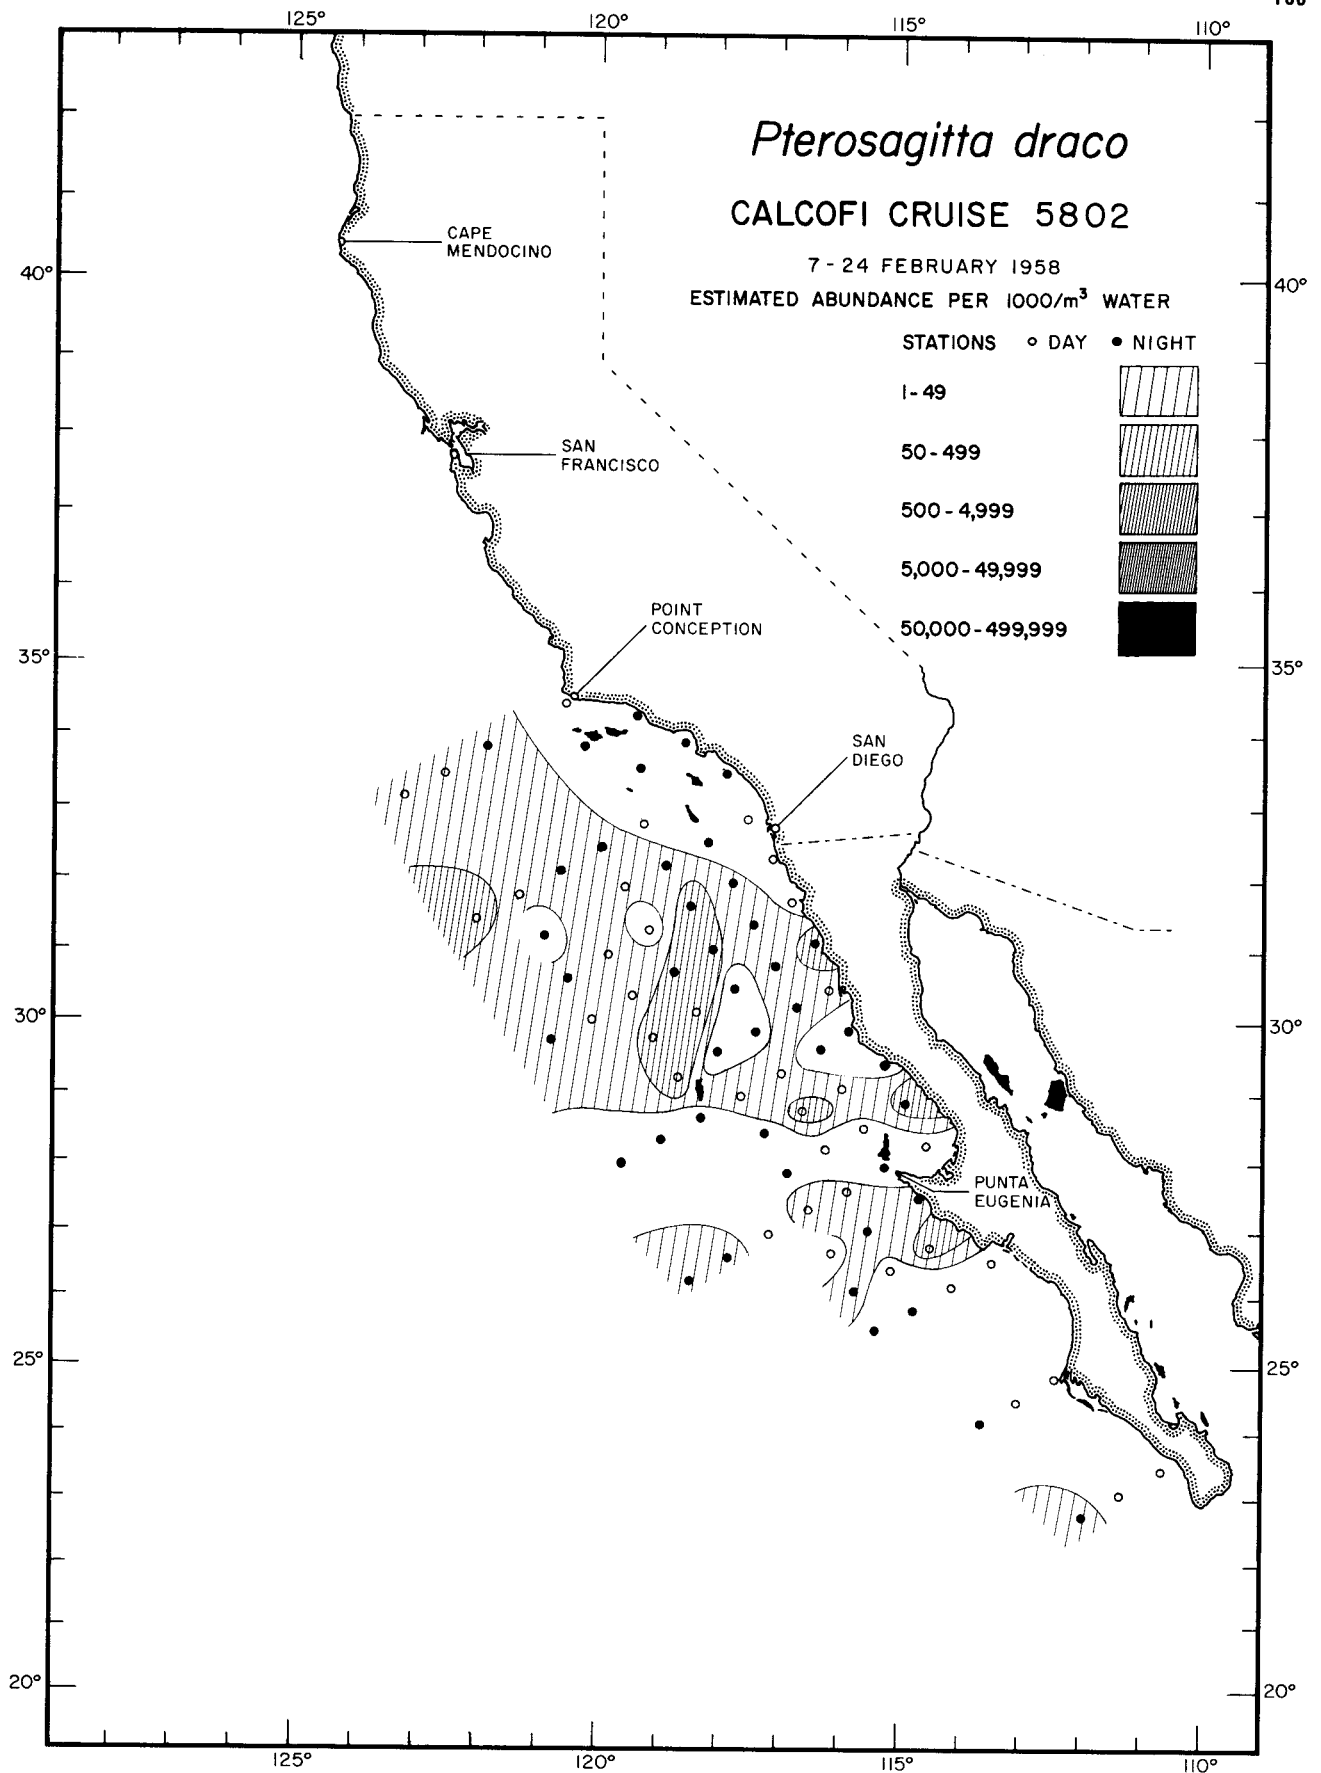 125° 120° 115° 110°
Pterosagitta draco
CALCOFI CRUISE 5802
7-24 FEBRUARY 1958
ESTIMATED ABUNDANCE PER 1000/m³ WATER
STATIONS ○ DAY ● NIGHT
1-49
50-499
500-4,999
5,000-49,999
50,000-499,999
CAPE
MENDOCINO
40° 40°
SAN
FRANCISCO
POINT
CONCEPTION
35° 35°
SAN
DIEGO
30° 30°
PUNTA
EUGENIA
25° 25°
20° 20°
125° 120° 115° 110°